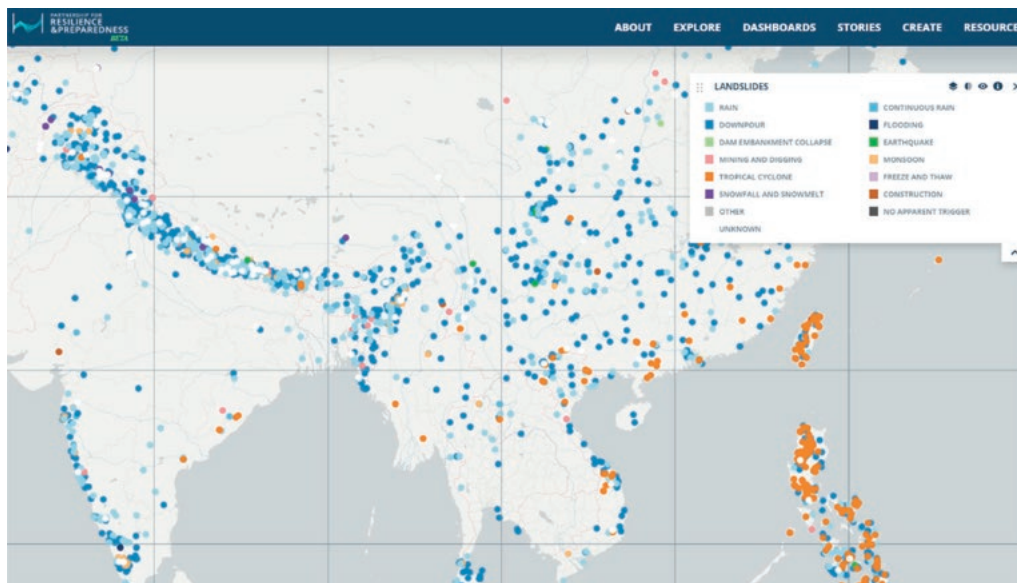 PARTNERSHIP FOR
RESILIENCE
&PREPAREDNESS
BETA
ABOUT EXPLORE DASHBOARDS STORIES CREATE RESOURCE
LANDSLIDES
RAIN
DOWNPOUR
DAM EMBANKMENT COLLAPSE
MINING AND DIGGING
TROPICAL CYCLONE
SNOWFALL AND SNOWMELT
OTHER
UNKNOWN
CONTINUOUS RAIN
FLOODING
EARTHQUAKE
MONSOON
FREEZE AND THAW
CONSTRUCTION
NO APPARENT TRIGGER